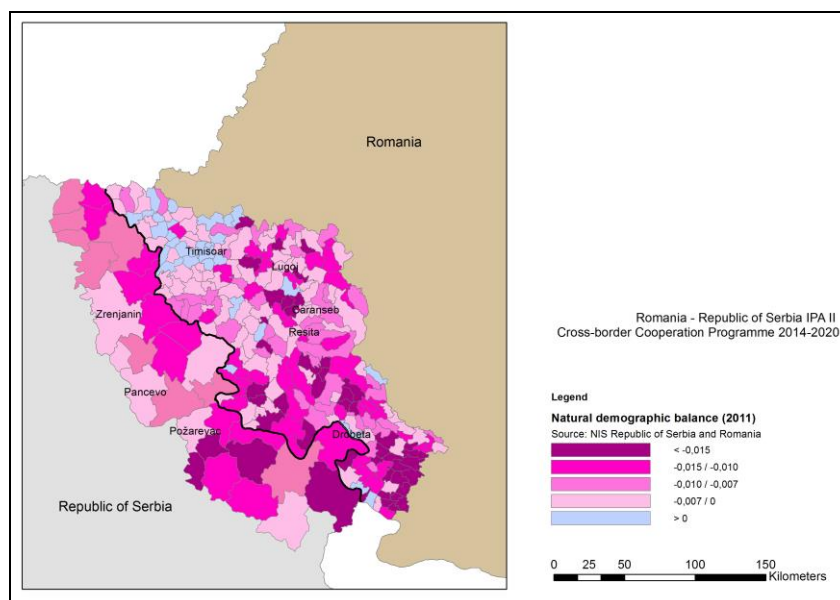 Romania
Timisoar
Lugoj
Zrenjanin
Caranseb
Resita
Pancevo
Požarevac
Drobeta
Republic of Serbia
Romania - Republic of Serbia IPA II
Cross-border Cooperation Programme 2014-2020
Legend
Natural demographic balance (2011)
Source: NIS Republic of Serbia and Romania
< -0,015
-0,015 / -0,010
-0,010 / -0,007
-0,007 / 0
> 0
0 25 50 100 150
Kilometers